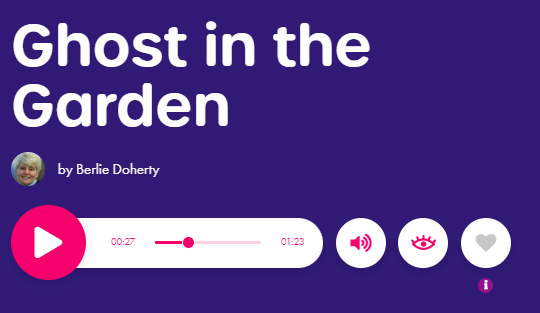 Ghost in the
Garden
by Berlie Doherty
00:27 01:23
i